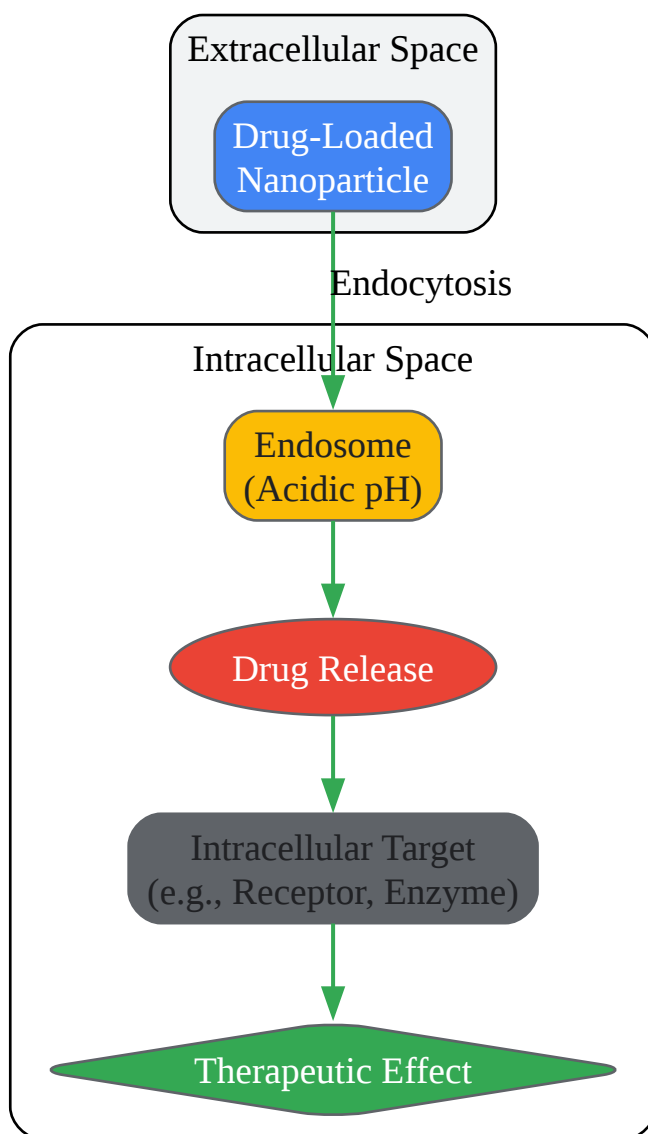 Extracellular Space
Drug-Loaded
Nanoparticle
Endocytosis
Intracellular Space
Endosome
(Acidic pH)
Drug Release
Intracellular Target
(e.g., Receptor, Enzyme)
Therapeutic Effect